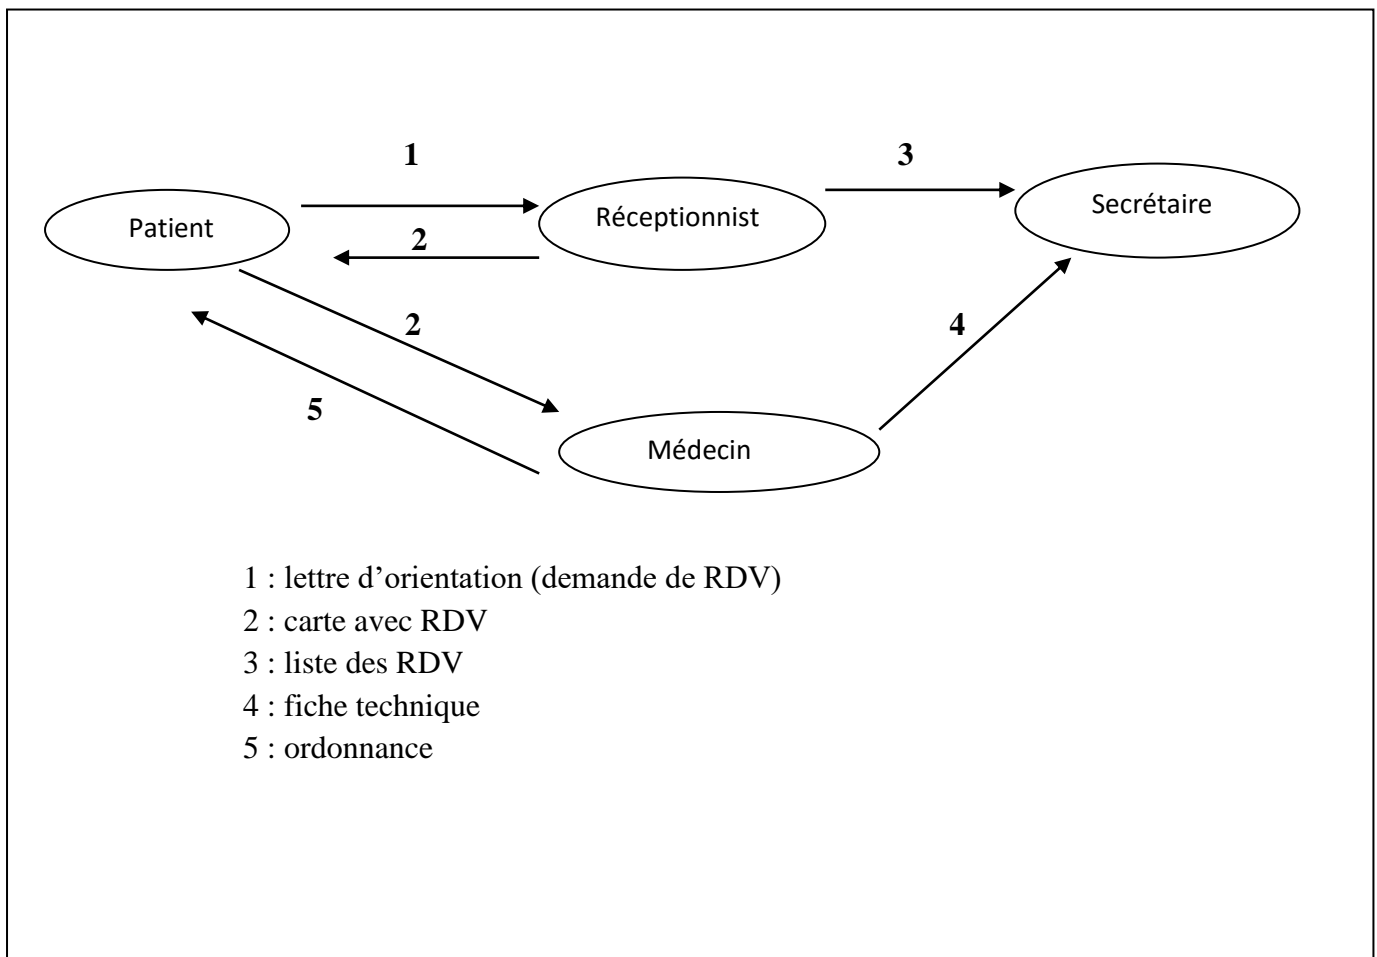 1
3
Patient
Réceptionnist
Secrétaire
2
2
4
5
Médecin
1 : lettre d’orientation (demande de RDV)
2 : carte avec RDV
3 : liste des RDV
4 : fiche technique
5 : ordonnance